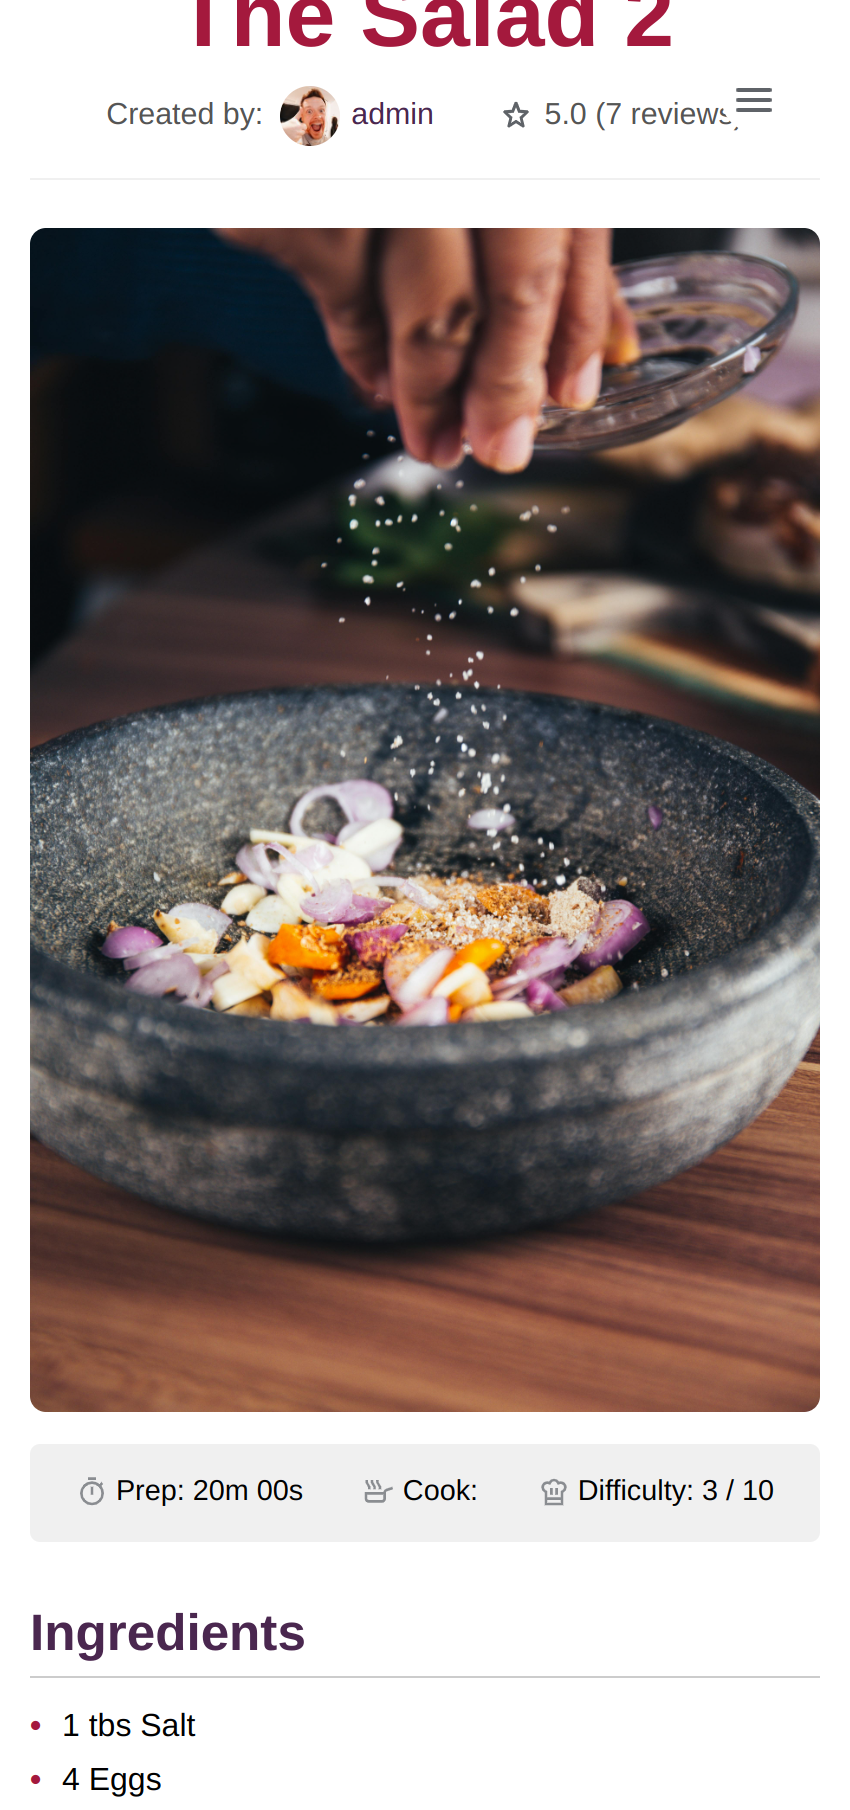 The Salad 2
Created by: admin 5.0 (7 reviews)
Prep: 20m 00s Cook: Difficulty: 3 / 10
Ingredients
• 1 tbs Salt
• 4 Eggs